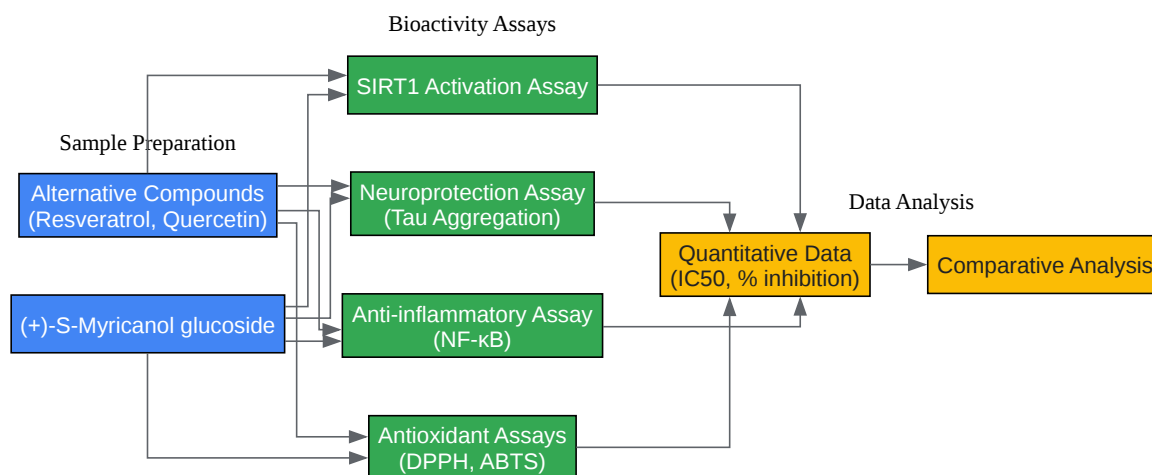 Bioactivity Assays
SIRT1 Activation Assay
Sample Preparation
Alternative Compounds
(Resveratrol, Quercetin)
Neuroprotection Assay
(Tau Aggregation)
Data Analysis
Quantitative Data
(IC50, % inhibition)
Comparative Analysis
(+)-S-Myricanol glucoside
Anti-inflammatory Assay
(NF-κB)
Antioxidant Assays
(DPPH, ABTS)